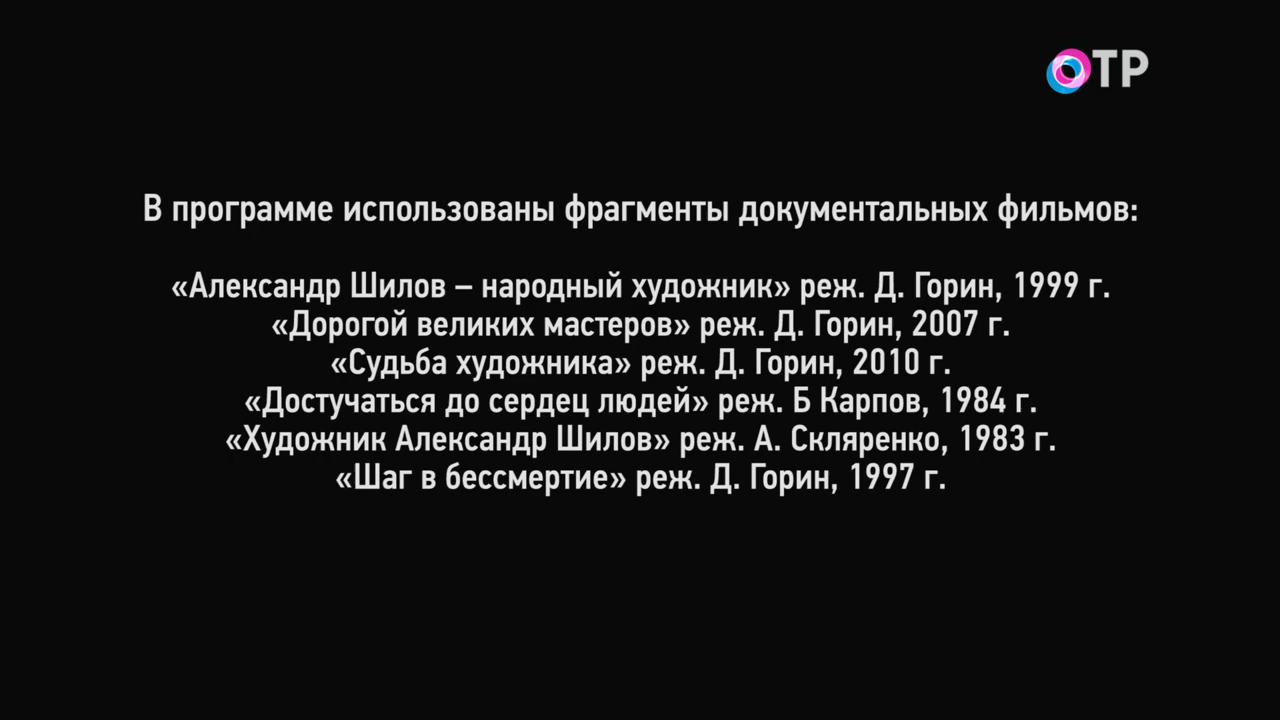 ОТР
В программе использованы фрагменты документальных фильмов:
«Александр Шилов – народный художник» реж. Д. Горин, 1999 г.
«Дорогой великих мастеров» реж. Д. Горин, 2007 г.
«Судьба художника» реж. Д. Горин, 2010 г.
«Достучаться до сердец людей» реж. Б Карпов, 1984 г.
«Художник Александр Шилов» реж. А. Скляренко, 1983 г.
«Шаг в бессмертие» реж. Д. Горин, 1997 г.